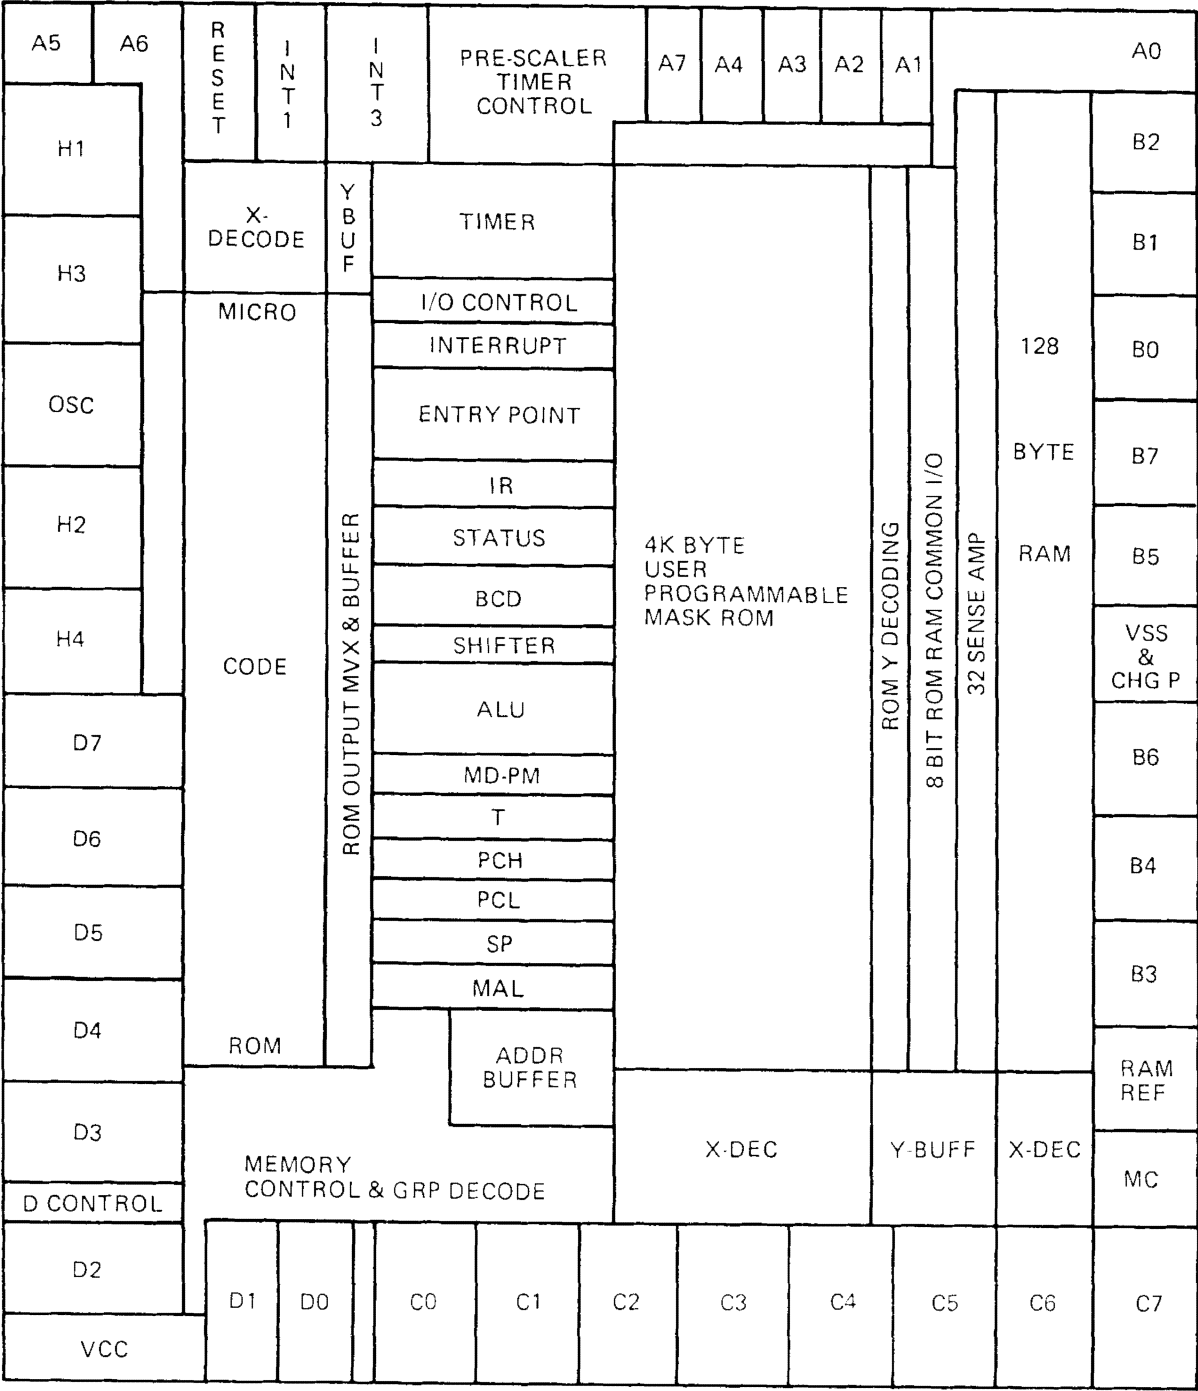 A5
A6
RESET
INT1
INT3
PRE-SCALER
TIMER
CONTROL
A7
A4
A3
A2
A1
A0
H1
H3
OSC
H2
H4
D7
D6
D5
D4
D3
D CONTROL
D2
VCC
X-
DECODE
YBUF
MICRO
CODE
ROM
ROM OUTPUT MVX & BUFFER
TIMER
I/O CONTROL
INTERRUPT
ENTRY POINT
IR
STATUS
BCD
SHIFTER
ALU
MD-PM
T
PCH
PCL
SP
MAL
ADDR
BUFFER
MEMORY
CONTROL & GRP DECODE
4K BYTE
USER
PROGRAMMABLE
MASK ROM
ROM Y DECODING
8 BIT ROM RAM COMMON I/O
32 SENSE AMP
128
BYTE
RAM
X-DEC
Y-BUFF
X-DEC
B2
B1
B0
B7
B5
VSS
&
CHG P
B6
B4
B3
RAM
REF
MC
D1
D0
C0
C1
C2
C3
C4
C5
C6
C7